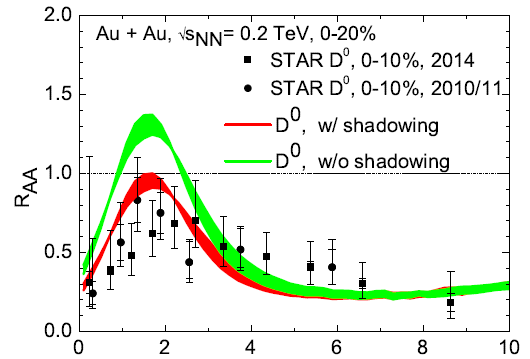 Au + Au, √sNN= 0.2 TeV, 0-20%
STAR D0, 0-10%, 2014
STAR D0, 0-10%, 2010/11
D0, w/ shadowing
D0, w/o shadowing
RAA
2.0
1.5
1.0
0.5
0.0
0 2 4 6 8 10